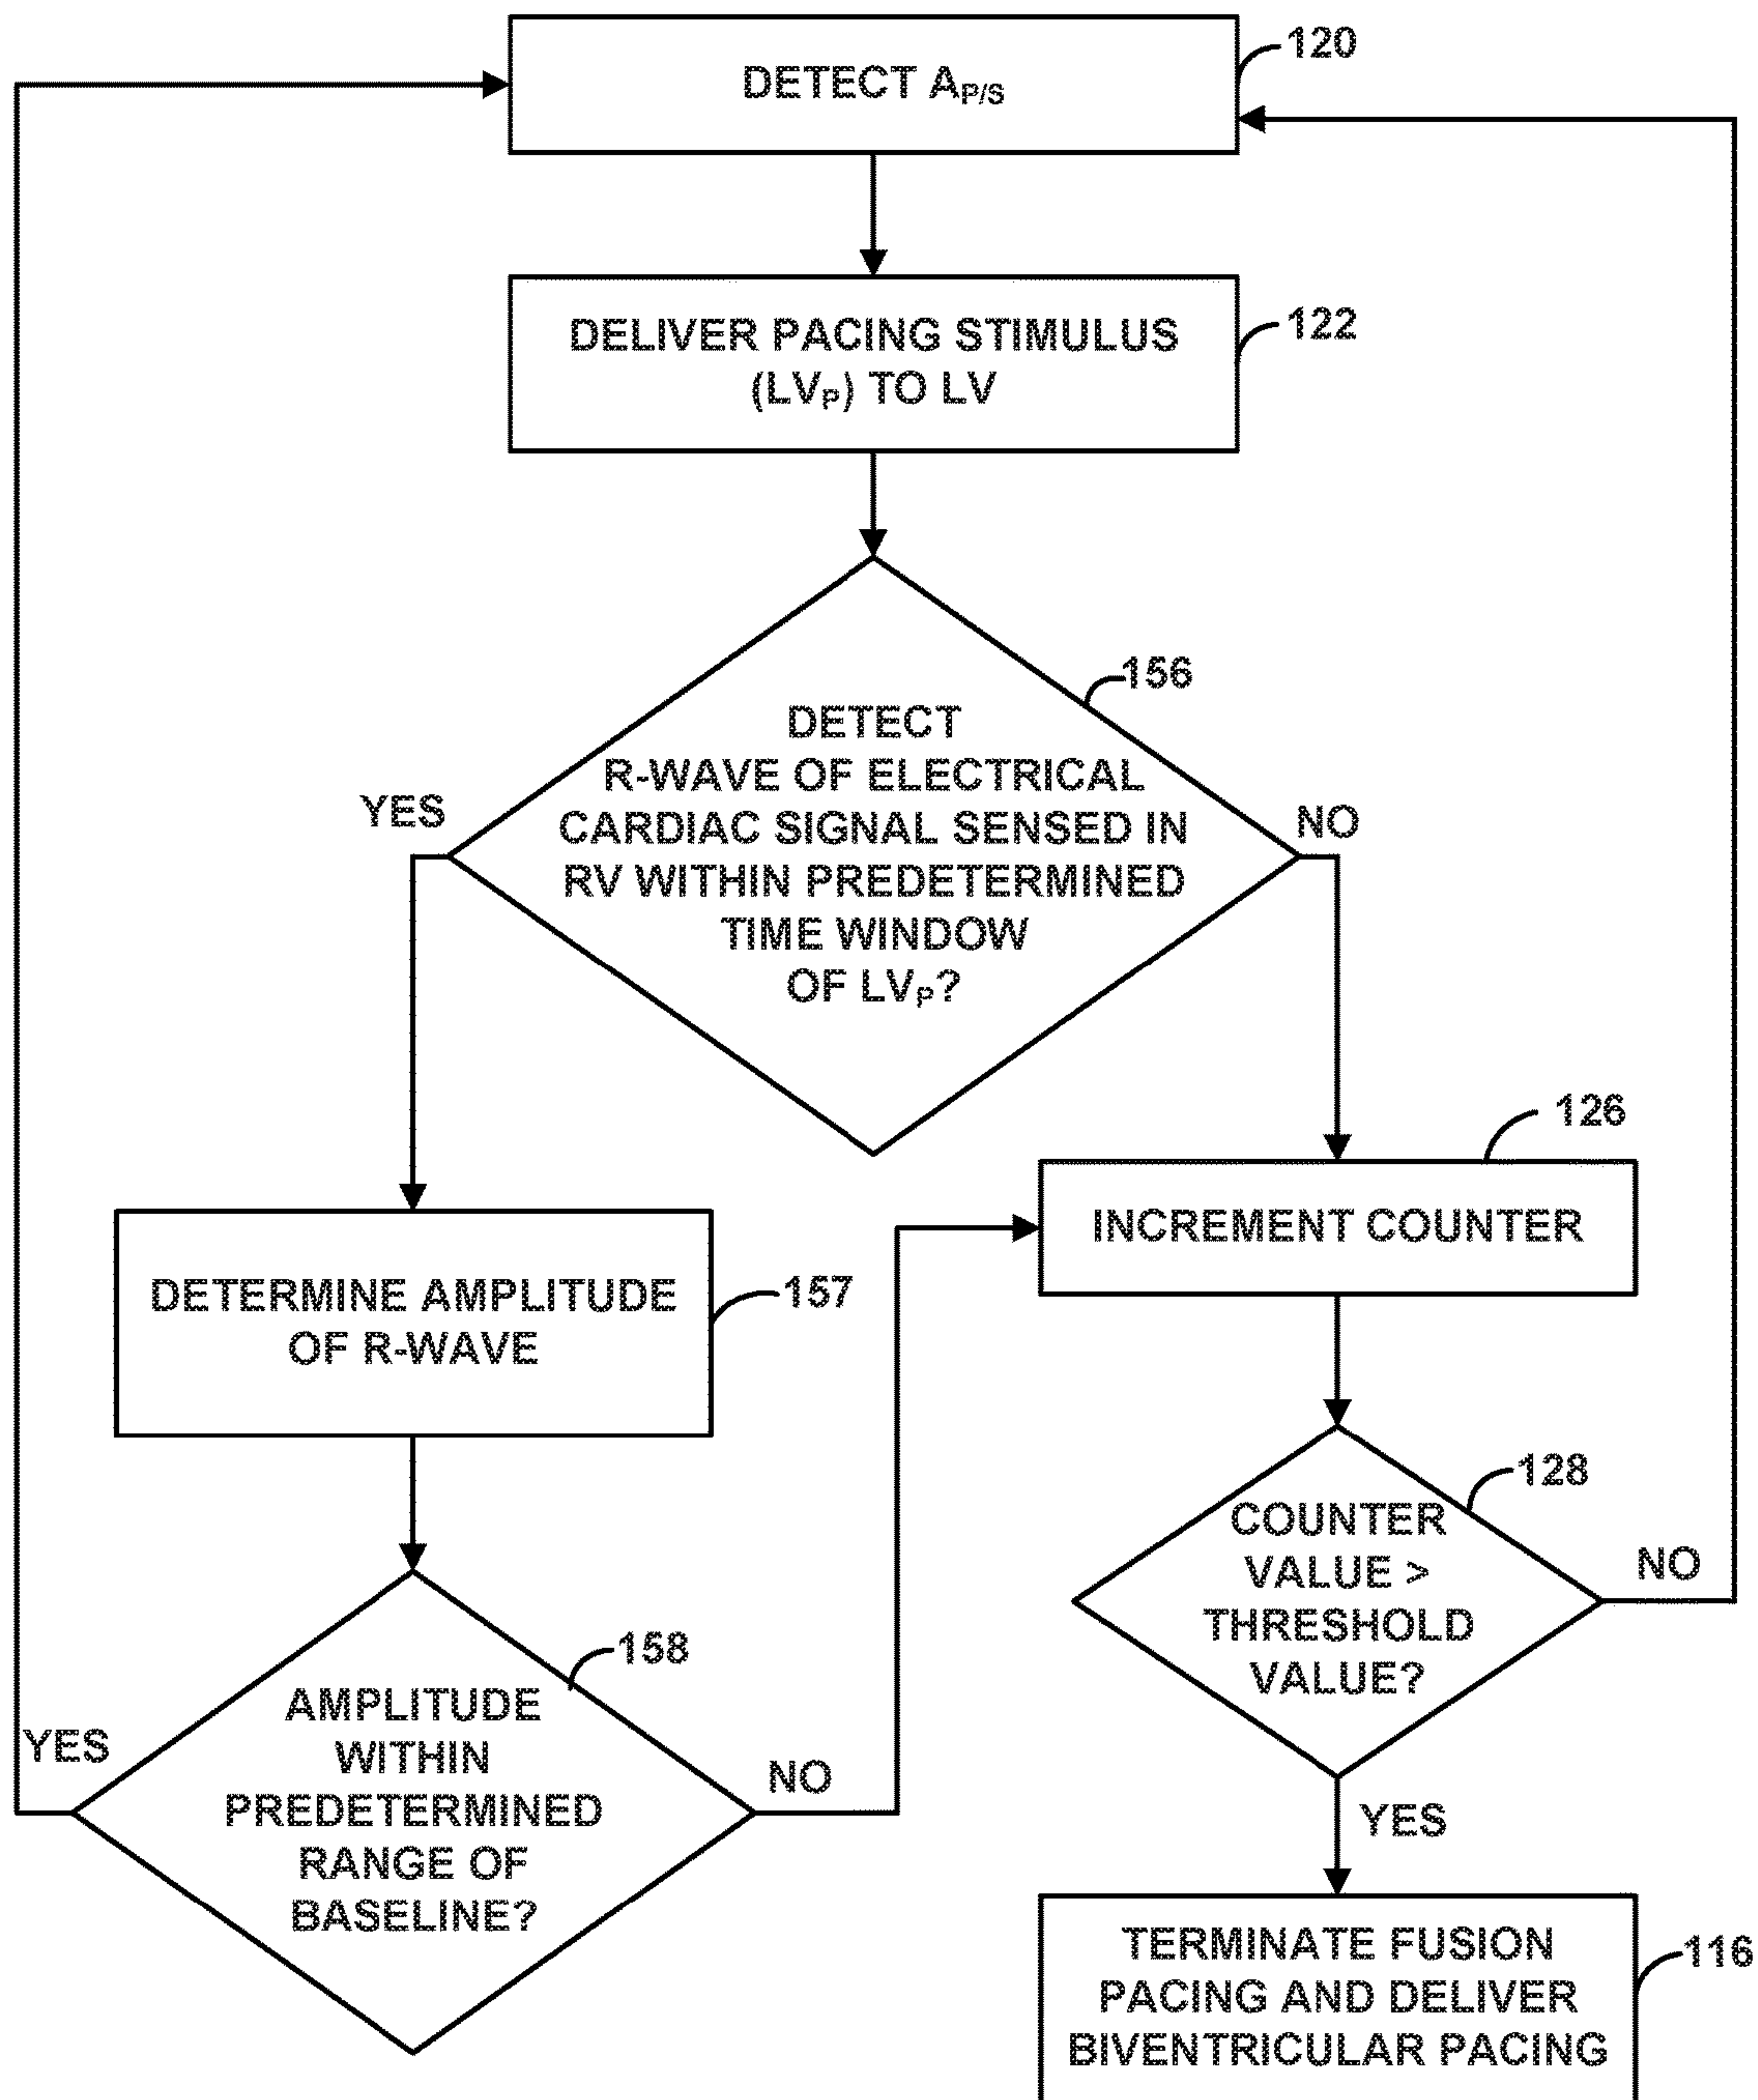 120
DETECT AP/S
DELIVER PACING STIMULUS
(LVP) TO LV
122
156
DETECT
R-WAVE OF ELECTRICAL
CARDIAC SIGNAL SENSED IN
RV WITHIN PREDETERMINED
TIME WINDOW
OF LVP?
YES
NO
126
INCREMENT COUNTER
DETERMINE AMPLITUDE
OF R-WAVE
157
128
COUNTER
VALUE >
THRESHOLD
VALUE?
NO
YES
158
AMPLITUDE
WITHIN
PREDETERMINED
RANGE OF
BASELINE?
YES
NO
TERMINATE FUSION
PACING AND DELIVER
BIVENTRICULAR PACING
116